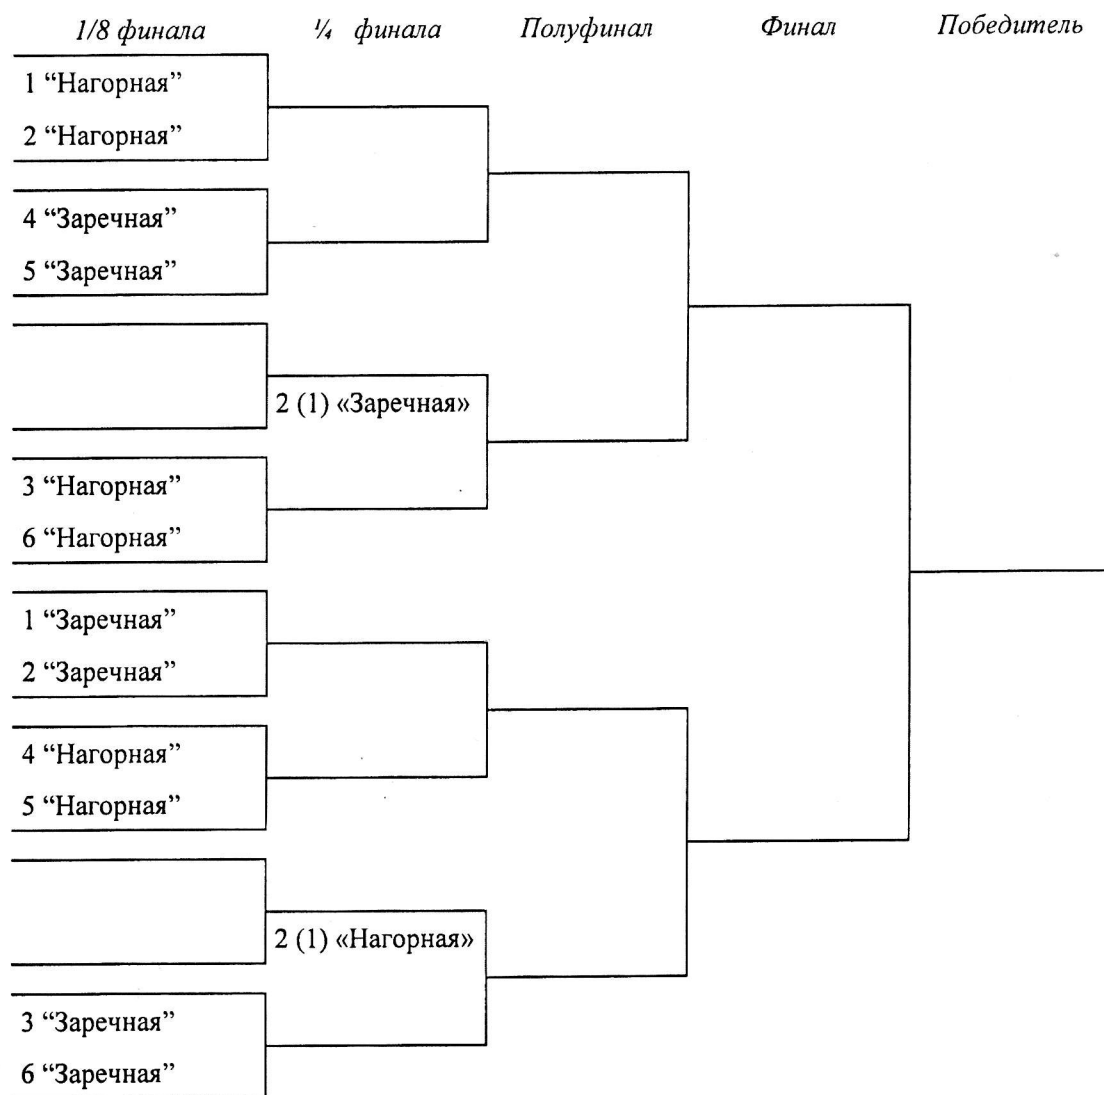 1/8 финала ¼ финала Полуфинал Финал Победитель
1 “Нагорная”
2 “Нагорная”
4 “Заречная”
5 “Заречная”
2 (1) «Заречная»
3 “Нагорная”
6 “Нагорная”
1 “Заречная”
2 “Заречная”
4 “Нагорная”
5 “Нагорная”
2 (1) «Нагорная»
3 “Заречная”
6 “Заречная”